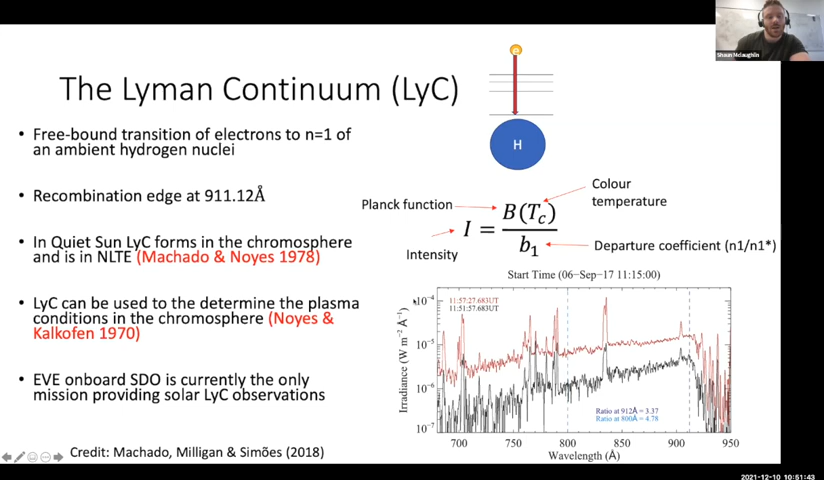 Shaun Mclaughlin
e
The Lyman Continuum (LyC)
H
• Free-bound transition of electrons to n=1 of
an ambient hydrogen nuclei
• Recombination edge at 911.12Å
• In Quiet Sun LyC forms in the chromosphere
and is in NLTE (Machado & Noyes 1978)
• LyC can be used to the determine the plasma
conditions in the chromosphere (Noyes &
Kalkofen 1970)
• EVE onboard SDO is currently the only
mission providing solar LyC observations
Credit: Machado, Milligan & Simões (2018)
Planck function
Colour
temperature
I = B(T_c) / b_1
Intensity
Departure coefficient (n1/n1*)
Start Time (06-Sep-17 11:15:00)
11:57:27.683UT
11:51:57.683UT
10⁻⁴
10⁻⁵
10⁻⁶
10⁻⁷
Irradiance (W m⁻² Å⁻¹)
Ratio at 912Å = 3.37
Ratio at 800Å = 4.78
700 750 800 850 900 950
Wavelength (Å)
2021-12-10 10:51:43